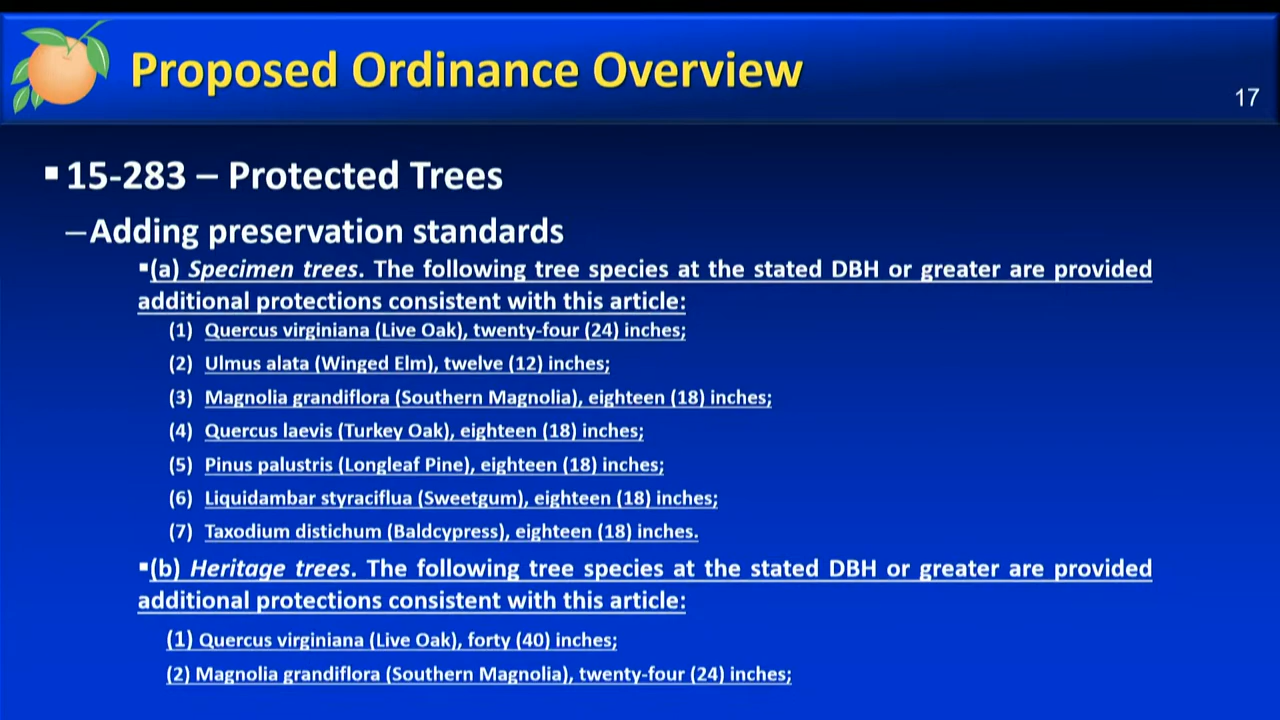 Proposed Ordinance Overview
17
▪15-283 – Protected Trees
–Adding preservation standards
▪(a) Specimen trees. The following tree species at the stated DBH or greater are provided
additional protections consistent with this article:
(1) Quercus virginiana (Live Oak), twenty-four (24) inches;
(2) Ulmus alata (Winged Elm), twelve (12) inches;
(3) Magnolia grandiflora (Southern Magnolia), eighteen (18) inches;
(4) Quercus laevis (Turkey Oak), eighteen (18) inches;
(5) Pinus palustris (Longleaf Pine), eighteen (18) inches;
(6) Liquidambar styraciflua (Sweetgum), eighteen (18) inches;
(7) Taxodium distichum (Baldcypress), eighteen (18) inches.
▪(b) Heritage trees. The following tree species at the stated DBH or greater are provided
additional protections consistent with this article:
(1) Quercus virginiana (Live Oak), forty (40) inches;
(2) Magnolia grandiflora (Southern Magnolia), twenty-four (24) inches;